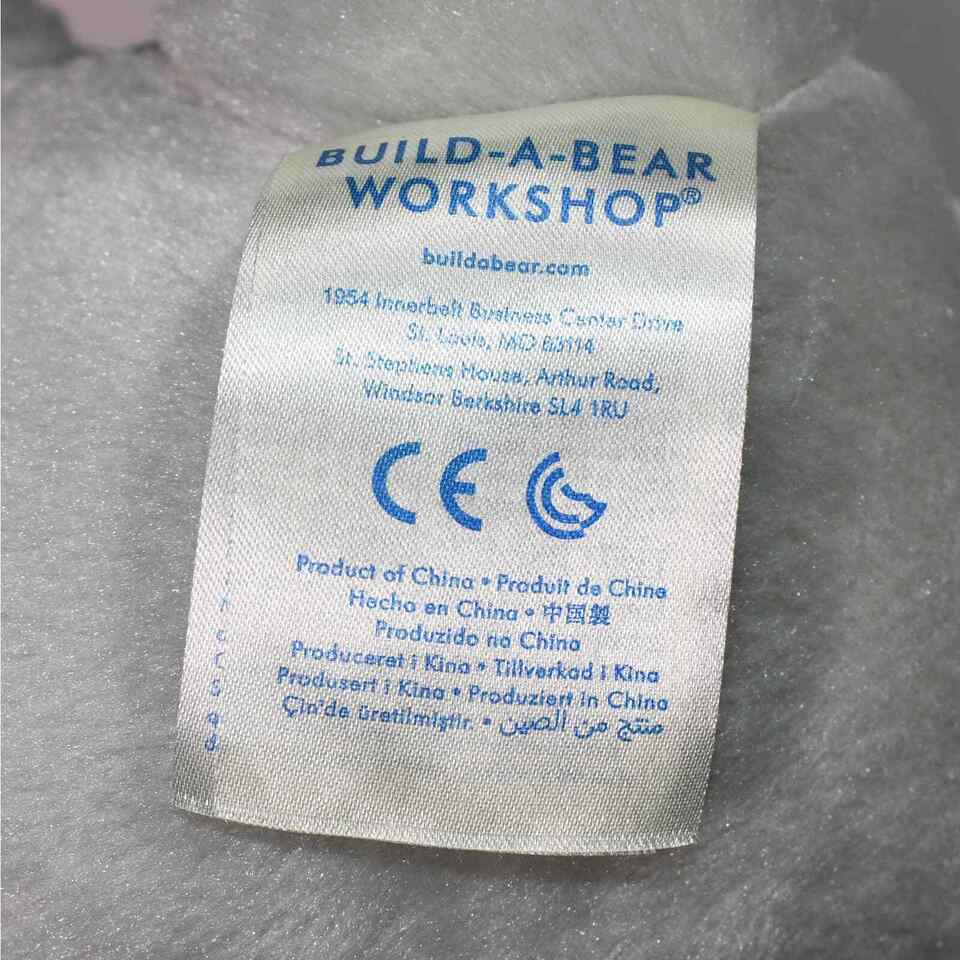 BUILD-A-BEAR
WORKSHOP®
buildabear.com
1954 Innerbelt Business Center Drive
St. Louis, MO 63114
St. Stephens House, Arthur Road,
Windsor Berkshire SL4 1RU
CE
Product of China • Produit de Chine
Hecho en China • 中国製
Produzido na China
Produceret i Kina • Tillverkad i Kina
Produsert i Kina • Produziert in China
Çin'de üretilmiştir. • منتج من الصين